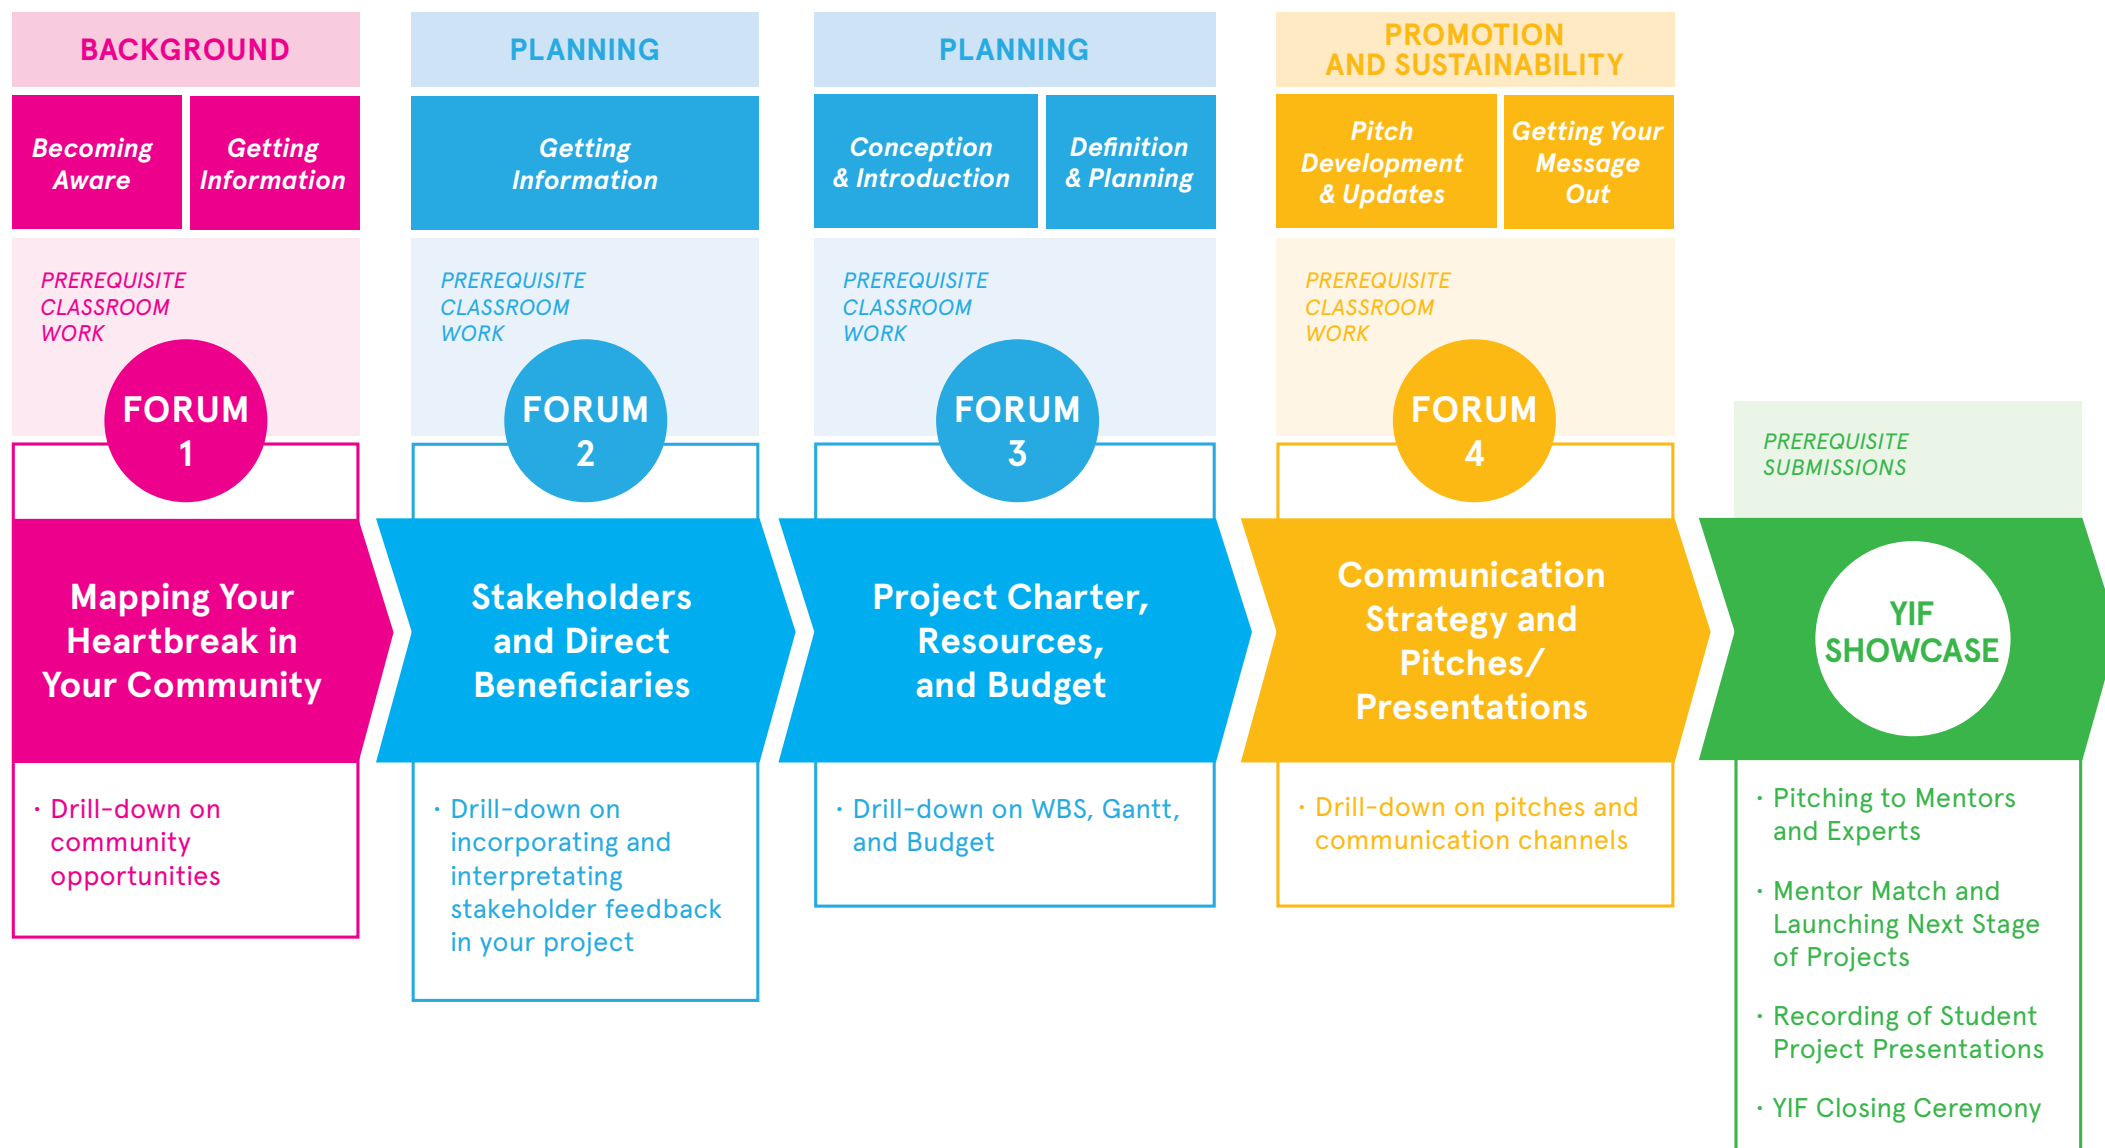 BACKGROUND
Becoming
Aware
Getting
Information
PREREQUISITE
CLASSROOM
WORK
FORUM
1
Mapping Your
Heartbreak in
Your Community
· Drill-down on
community
opportunities
PLANNING
Getting
Information
PREREQUISITE
CLASSROOM
WORK
FORUM
2
Stakeholders
and Direct
Beneficiaries
· Drill-down on
incorporating and
interpretating
stakeholder feedback
in your project
PLANNING
Conception
& Introduction
Definition
& Planning
PREREQUISITE
CLASSROOM
WORK
FORUM
3
Project Charter,
Resources,
and Budget
· Drill-down on WBS, Gantt,
and Budget
PROMOTION
AND SUSTAINABILITY
Pitch
Development
& Updates
Getting Your
Message
Out
PREREQUISITE
CLASSROOM
WORK
FORUM
4
Communication
Strategy and
Pitches/
Presentations
· Drill-down on pitches and
communication channels
PREREQUISITE
SUBMISSIONS
YIF
SHOWCASE
· Pitching to Mentors
and Experts
· Mentor Match and
Launching Next Stage
of Projects
· Recording of Student
Project Presentations
· YIF Closing Ceremony